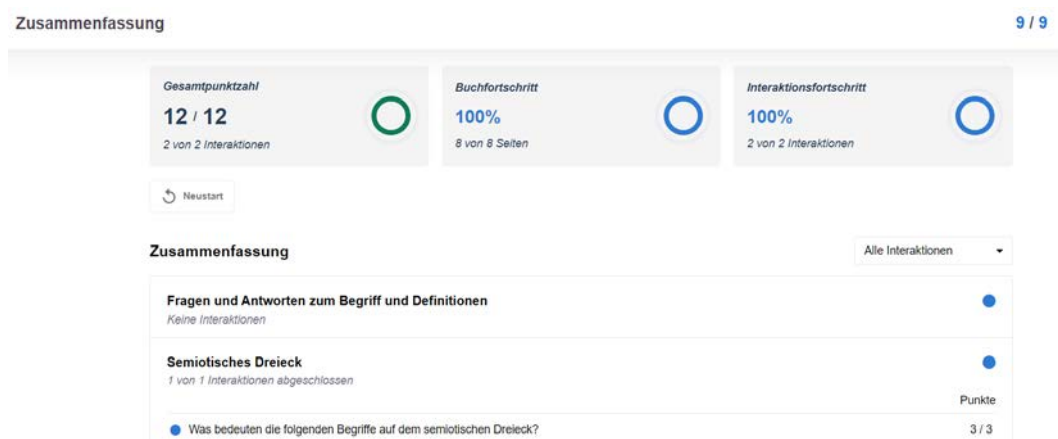 Zusammenfassung
9 / 9
Gesamtpunktzahl
12 / 12
2 von 2 Interaktionen
Buchfortschritt
100%
8 von 8 Seiten
Interaktionsfortschritt
100%
2 von 2 Interaktionen
Neustart
Zusammenfassung
Alle Interaktionen
Fragen und Antworten zum Begriff und Definitionen
Keine Interaktionen
Semiotisches Dreieck
1 von 1 Interaktionen abgeschlossen
Punkte
Was bedeuten die folgenden Begriffe auf dem semiotischen Dreieck?
3 / 3